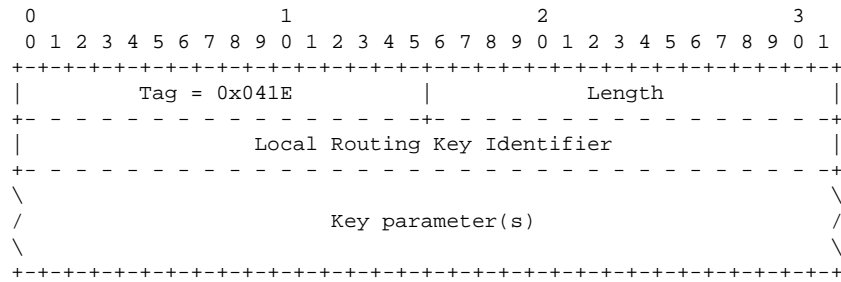 0                   1                   2                   3
 0 1 2 3 4 5 6 7 8 9 0 1 2 3 4 5 6 7 8 9 0 1 2 3 4 5 6 7 8 9 0 1
+-+-+-+-+-+-+-+-+-+-+-+-+-+-+-+-+-+-+-+-+-+-+-+-+-+-+-+-+-+-+-+-+
|         Tag = 0x041E          |            Length             |
+- - - - - - - - - - - - - - - -+- - - - - - - - - - - - - - - -+
|                  Local Routing Key Identifier                 |
+- - - - - - - - - - - - - - - - - - - - - - - - - - - - - - - -+
\                                                               \
/                        Key parameter(s)                       /
\                                                               \
+-+-+-+-+-+-+-+-+-+-+-+-+-+-+-+-+-+-+-+-+-+-+-+-+-+-+-+-+-+-+-+-+